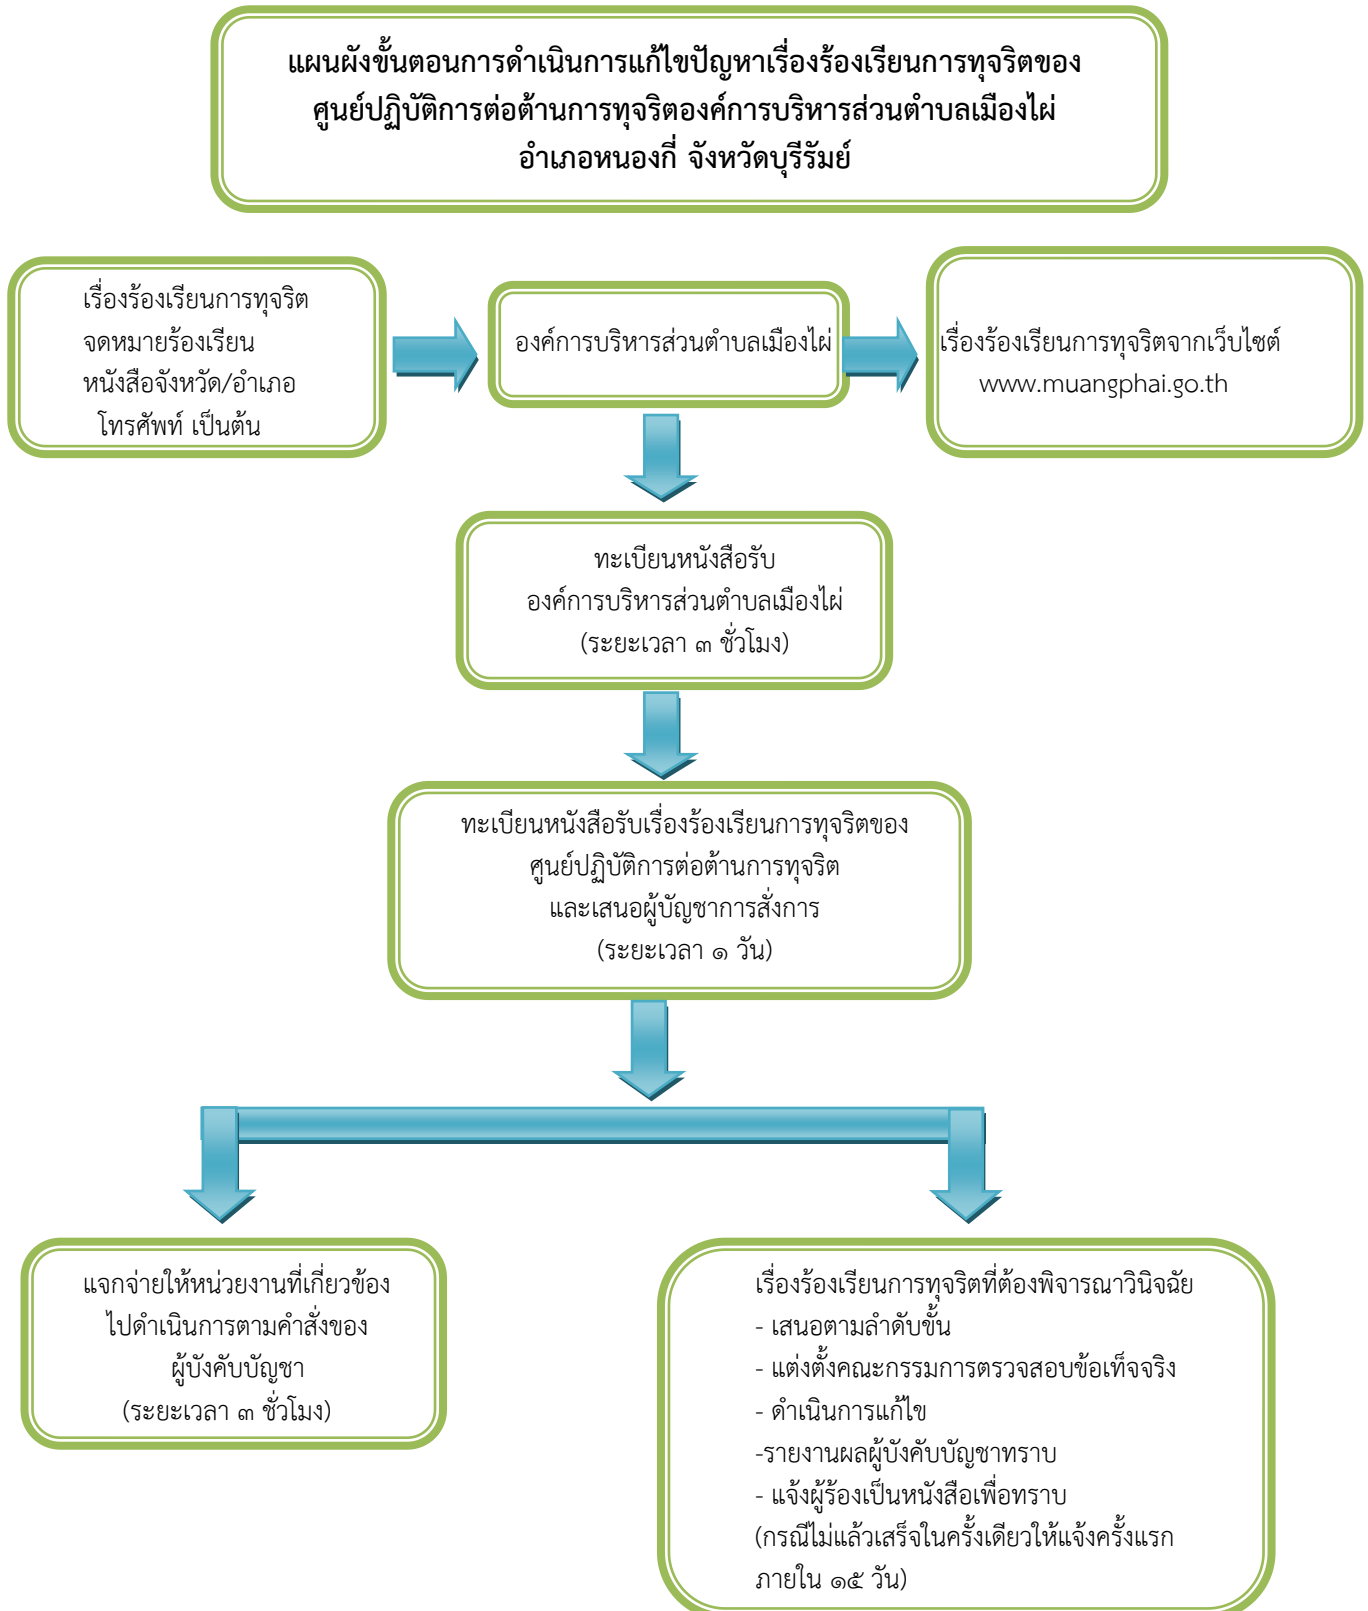 แผนผังขั้นตอนการดำเนินการแก้ไขปัญหาเรื่องร้องเรียนการทุจริตของ
ศูนย์ปฏิบัติการต่อต้านการทุจริตองค์การบริหารส่วนตำบลเมืองไผ่
อำเภอหนองกี่ จังหวัดบุรีรัมย์
เรื่องร้องเรียนการทุจริต
จดหมายร้องเรียน
หนังสือจังหวัด/อำเภอ
โทรศัพท์ เป็นต้น
องค์การบริหารส่วนตำบลเมืองไผ่
เรื่องร้องเรียนการทุจริตจากเว็บไซต์
www.muangphai.go.th
ทะเบียนหนังสือรับ
องค์การบริหารส่วนตำบลเมืองไผ่
(ระยะเวลา ๓ ชั่วโมง)
ทะเบียนหนังสือรับเรื่องร้องเรียนการทุจริตของ
ศูนย์ปฏิบัติการต่อต้านการทุจริต
และเสนอผู้บัญชาการสั่งการ
(ระยะเวลา ๑ วัน)
แจกจ่ายให้หน่วยงานที่เกี่ยวข้อง
ไปดำเนินการตามคำสั่งของ
ผู้บังคับบัญชา
(ระยะเวลา ๓ ชั่วโมง)
เรื่องร้องเรียนการทุจริตที่ต้องพิจารณาวินิจฉัย
- เสนอตามลำดับขั้น
- แต่งตั้งคณะกรรมการตรวจสอบข้อเท็จจริง
- ดำเนินการแก้ไข
-รายงานผลผู้บังคับบัญชาทราบ
- แจ้งผู้ร้องเป็นหนังสือเพื่อทราบ
(กรณีไม่แล้วเสร็จในครั้งเดียวให้แจ้งครั้งแรก
ภายใน ๑๕ วัน)